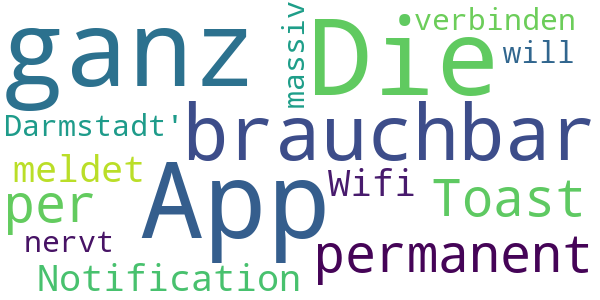 ganz
Die
massiv
verbinden
will
Darmstadt'
brauchbar
meldet
App
Wifi
per
Toast
nervt
permanent
Notification